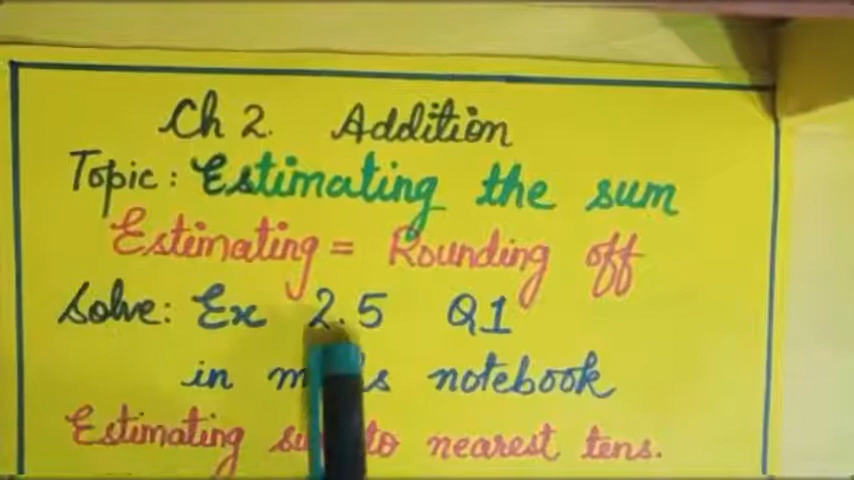 Ch 2. Addition
Topic: Estimating the sum
Estimating = Rounding off
Solve: Ex 2.5 Q1
in notebook
Estimating to nearest tens.